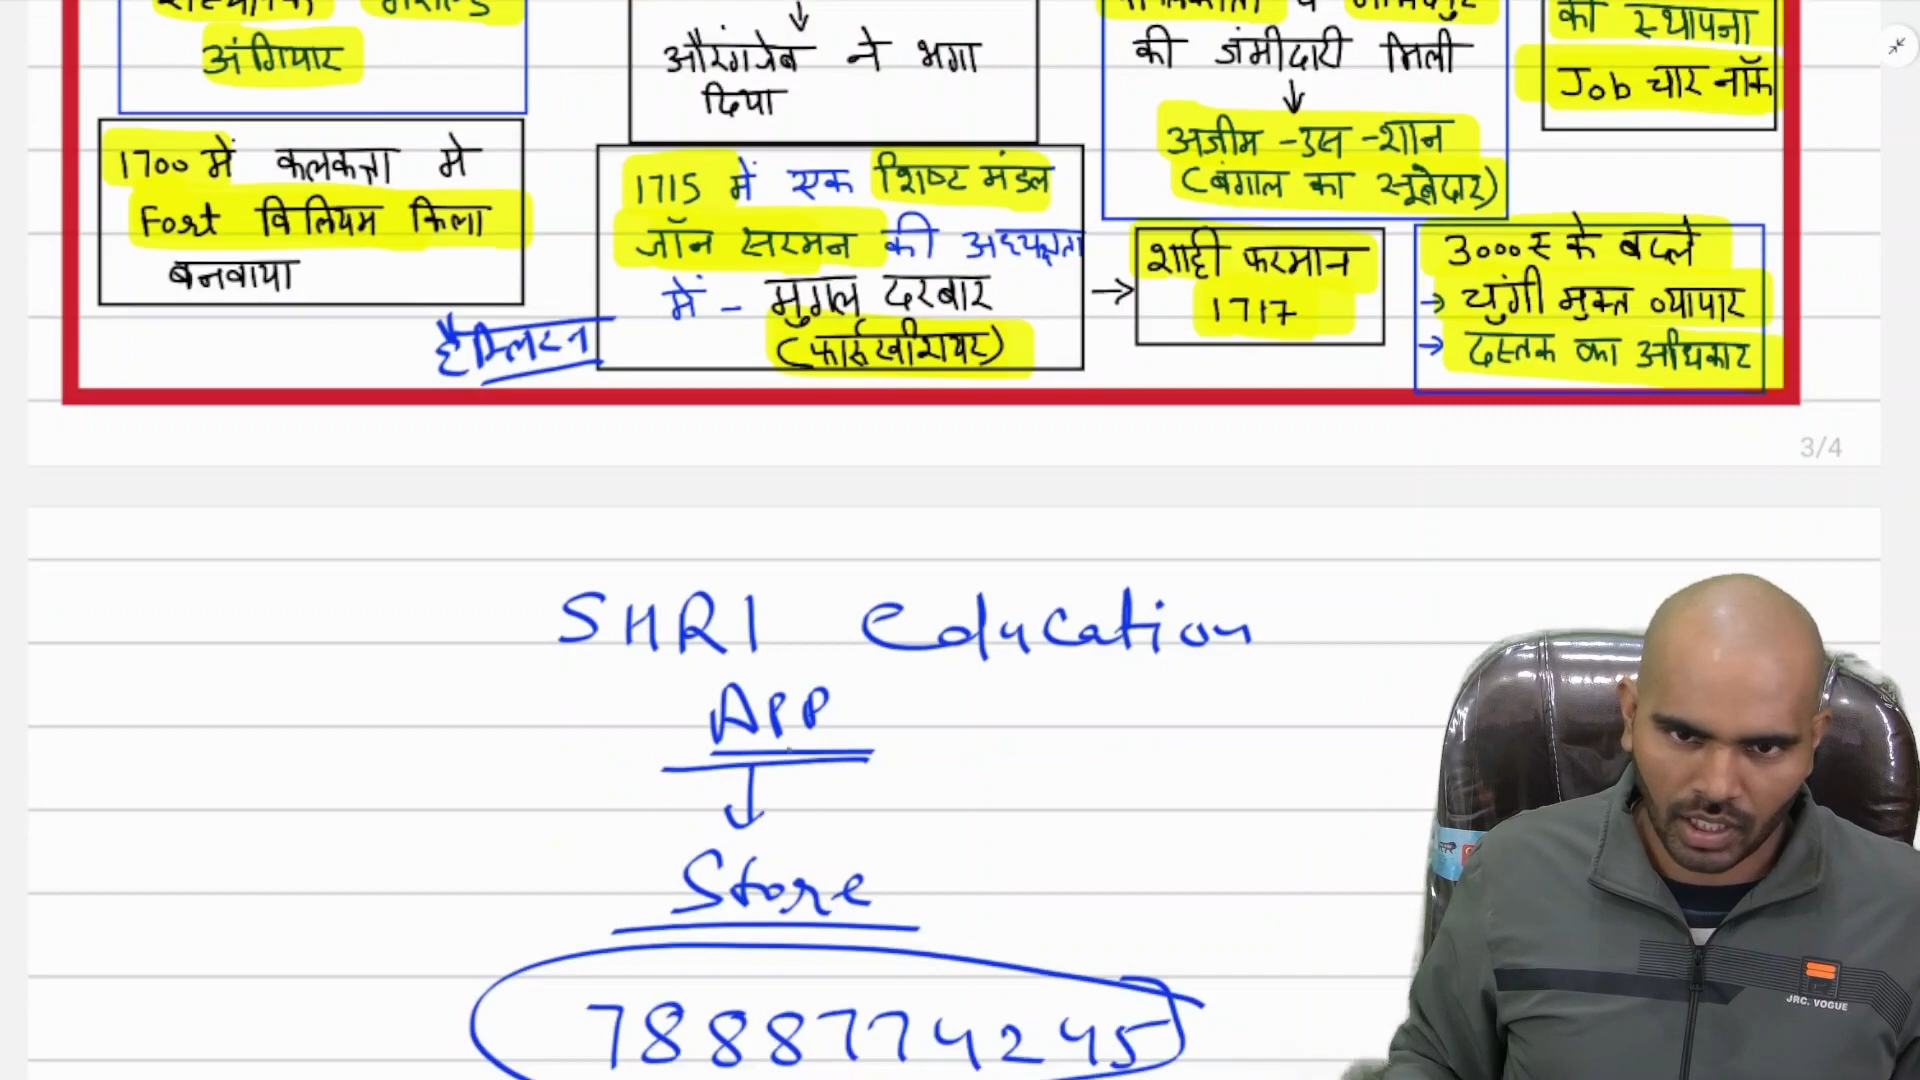 अंगियार
औरंगजेब ने भगा
दिया
की जंमीदारी मिली
की स्थापना
Job चार नॉक
अजीम -उस -शान
(बंगाल का सूबेदार)
1700 में कलकत्ता मे
Fort विलियम किला
बनवाया
1715 में एक शिष्ट मंडल
जॉन सरमन की अध्यक्षता
में - मुगल दरबार
(फारुखशियर)
हैमिल्टन
शाही फरमान
1717
3000 रु के बदले
चुंगी मुक्त व्यापार
दस्तक का अधिकार
3/4
SHRI Education
APP
Store
7888774245
JRC. VOGUE